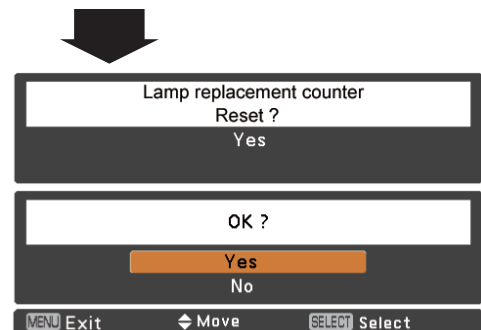 Lamp replacement counter
Reset ?
Yes
OK ?
Yes
No
MENU Exit Move SELECT Select